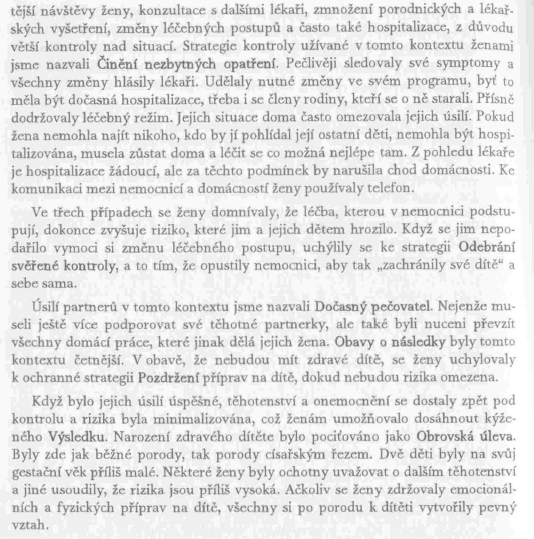 tější návštěvy ženy, konzultace s dalšími lékaři, zmnožení porodnických a lékař-
ských vyšetření, změny léčebných postupů a často také hospitalizace, z důvodu
větší kontroly nad situací. Strategie kontroly užívané v tomto kontextu ženami
jsme nazvali Činění nezbytných opatření. Pečlivěji sledovaly své symptomy a
všechny změny hlásily lékaři. Udělaly nutné změny ve svém programu, byť to
měla být dočasná hospitalizace, třeba i se členy rodiny, kteří se o ně starali. Přísně
dodržovaly léčebný režim. Jejich situace doma často omezovala jejich úsilí. Pokud
žena nemohla najít nikoho, kdo by jí pohlídal její ostatní děti, nemohla být hospi-
talizována, musela zůstat doma a léčit se co možná nejlépe tam. Z pohledu lékaře
je hospitalizace žádoucí, ale za těchto podmínek by narušila chod domácnosti. Ke
komunikaci mezi nemocnicí a domácností ženy používaly telefon.
Ve třech případech se ženy domnívaly, že léčba, kterou v nemocnici podstu-
pují, dokonce zvyšuje riziko, které jim a jejich dětem hrozilo. Když se jim nepo-
dařilo vymoci si změnu léčebného postupu, uchýlily se ke strategii Odebrání
svěřené kontroly, a to tím, že opustily nemocnici, aby tak „zachránily své dítě“ a
sebe sama.
Úsilí partnerů v tomto kontextu jsme nazvali Dočasný pečovatel. Nejenže mu-
seli ještě více podporovat své těhotné partnerky, ale také byli nuceni převzít
všechny domácí práce, které jinak dělá jejich žena. Obavy o následky byly tomto
kontextu četnější. V obavě, že nebudou mít zdravé dítě, se ženy uchylovaly
k ochranné strategii Pozdržení příprav na dítě, dokud nebudou rizika omezena.
Když bylo jejich úsilí úspěšné, těhotenství a onemocnění se dostaly zpět pod
kontrolu a rizika byla minimalizována, což ženám umožňovalo dosáhnout kýže-
ného Výsledku. Narození zdravého dítěte bylo pociťováno jako Obrovská úleva.
Byly zde jak běžné porody, tak porody císařským řezem. Dvě děti byly na svůj
gestační věk příliš malé. Některé ženy byly ochotny uvažovat o dalším těhotenství
a jiné usoudily, že rizika jsou příliš vysoká. Ačkoliv se ženy zdržovaly emocionál-
ních a fyzických příprav na dítě, všechny si po porodu k dítěti vytvořily pevný
vztah.